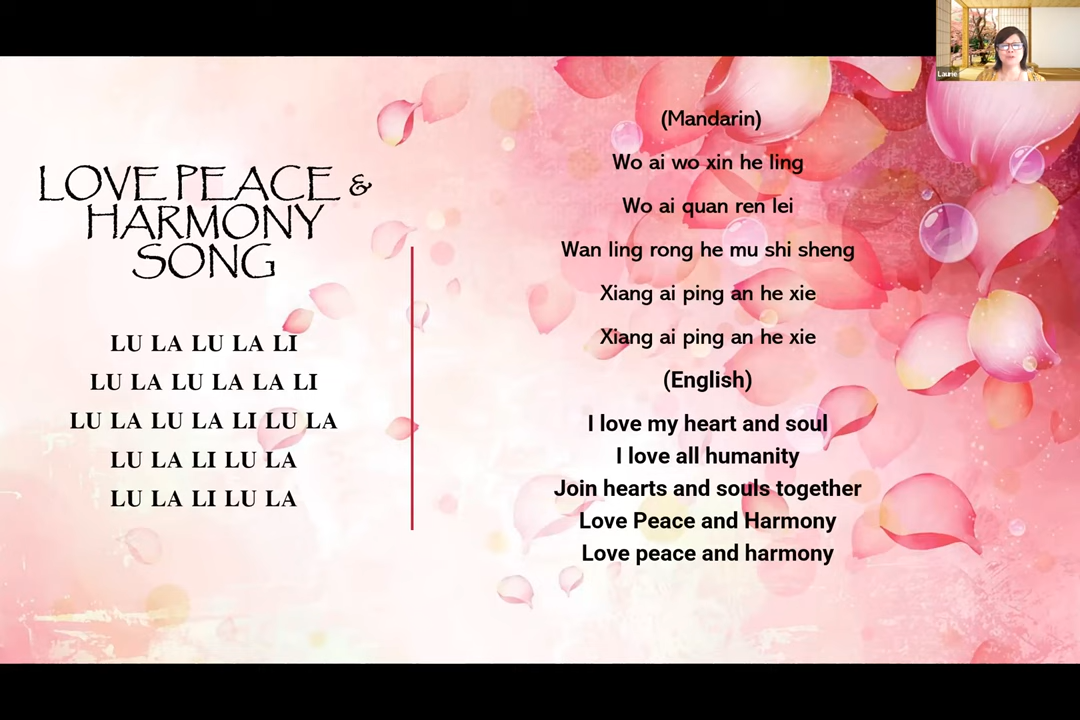 LOVE PEACE &
HARMONY
SONG
LU LA LU LA LI
LU LA LU LA LA LI
LU LA LU LA LI LU LA
LU LA LI LU LA
LU LA LI LU LA
(Mandarin)
Wo ai wo xin he ling
Wo ai quan ren lei
Wan ling rong he mu shi sheng
Xiang ai ping an he xie
Xiang ai ping an he xie
(English)
I love my heart and soul
I love all humanity
Join hearts and souls together
Love Peace and Harmony
Love peace and harmony
Laurie